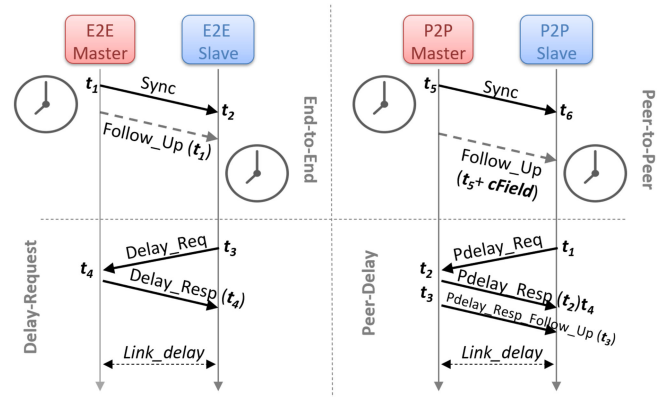 E2E
Master
E2E
Slave
t1
Sync
t2
Follow_Up (t1)
End-to-End
Delay-Request
Delay_Req
t3
t4
Delay_Resp (t4)
Link_delay
P2P
Master
P2P
Slave
t5
Sync
t6
Follow_Up
(t5+ cField)
Peer-to-Peer
Peer-Delay
Pdelay_Req
t1
t2
Pdelay_Resp (t2)
t4
t3
Pdelay_Resp_Follow_Up (t3)
Link_delay